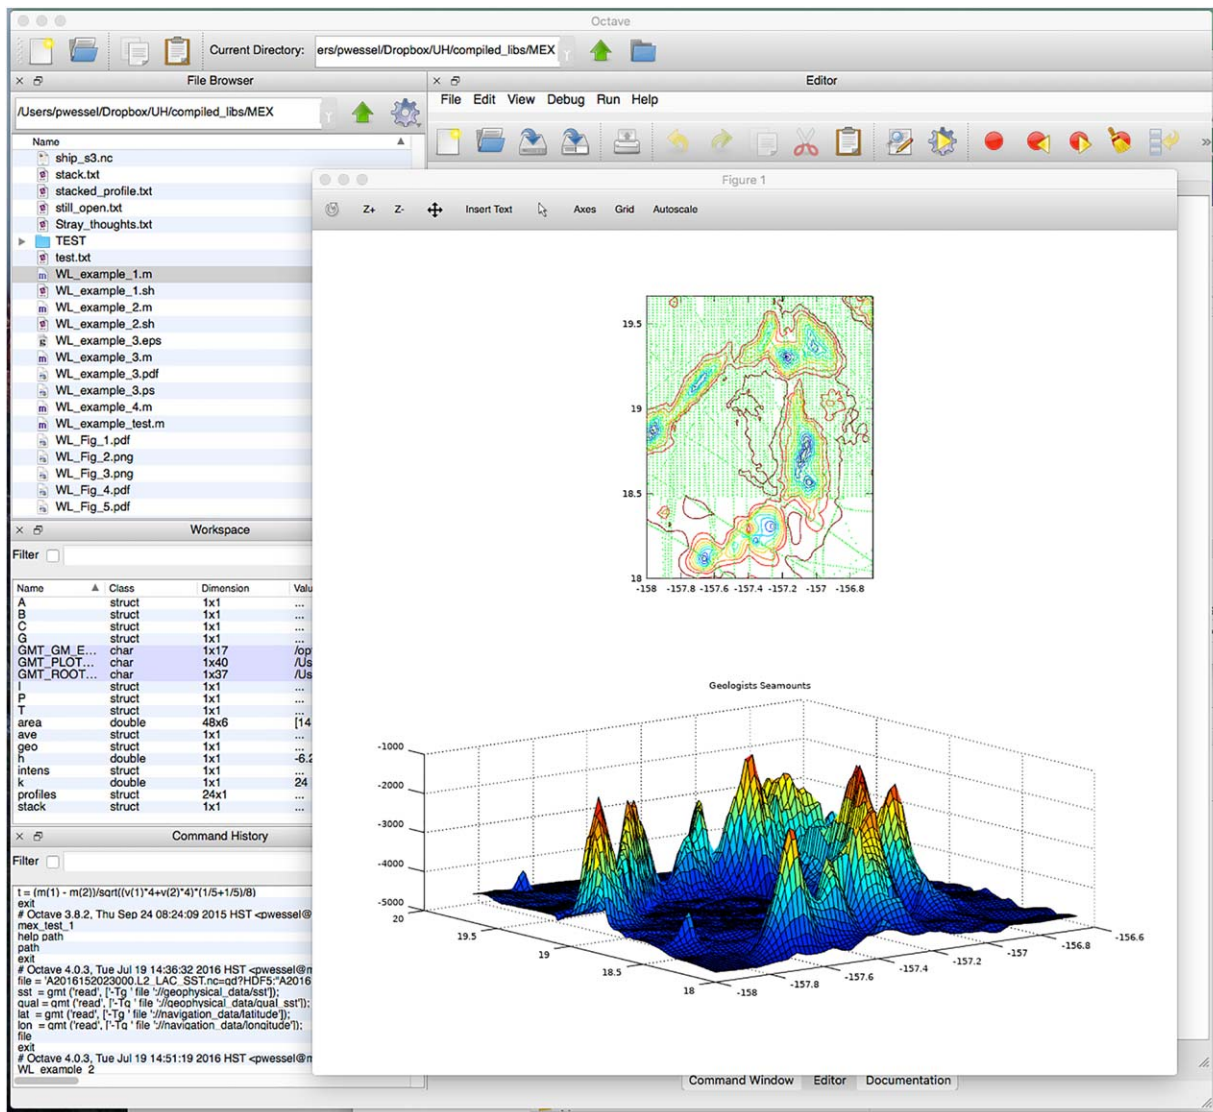 Octave
Current Directory: ers/pwessel/Dropbox/UH/compiled_libs/MEX
File Browser
/Users/pwessel/Dropbox/UH/compiled_libs/MEX
Name
ship_s3.nc
stack.txt
stacked_profile.txt
still_open.txt
Stray_thoughts.txt
TEST
test.txt
WL_example_1.m
WL_example_1.sh
WL_example_2.m
WL_example_2.sh
WL_example_3.eps
WL_example_3.m
WL_example_3.pdf
WL_example_3.ps
WL_example_4.m
WL_example_test.m
WL_Fig_1.pdf
WL_Fig_2.png
WL_Fig_3.png
WL_Fig_4.pdf
WL_Fig_5.pdf
Workspace
Filter
Name Class Dimension Valu
A struct 1x1 ...
B struct 1x1 ...
C struct 1x1 ...
G struct 1x1 ...
GMT_GM_E... char 1x17 /op
GMT_PLOT... char 1x40 /Us
GMT_ROOT... char 1x37 /Us
I struct 1x1 ...
P struct 1x1 ...
T struct 1x1 ...
area double 48x6 [14
ave struct 1x1 ...
geo struct 1x1 ...
h double 1x1 -6.2
intens struct 1x1 ...
k double 1x1 24
profiles struct 24x1 ...
stack struct 1x1 ...
Command History
Filter
t = (m(1) - m(2))/sqrt((v(1)*4+v(2)*4)*(1/5+1/5)/8)
exit
# Octave 3.8.2, Thu Sep 24 08:24:09 2015 HST <pwessel@
mex_test_1
help path
path
exit
# Octave 4.0.3, Tue Jul 19 14:36:32 2016 HST <pwessel@m
file = 'A2016152023000.L2_LAC_SST.nc=gd?HDF5:"A2016
sst = gmt ('read', ['-Tg ' file '://geophysical_data/sst']);
qual = gmt ('read', ['-Tg ' file '://geophysical_data/qual_sst']);
lat = gmt ('read', ['-Tg ' file '://navigation_data/latitude']);
lon = gmt ('read', ['-Tg ' file '://navigation_data/longitude']);
file
exit
# Octave 4.0.3, Tue Jul 19 14:51:19 2016 HST <pwessel@m
WL_example_2
Editor
File Edit View Debug Run Help
»
Figure 1
Z+ Z- Insert Text Axes Grid Autoscale
19.5
19
18.5
18
-158 -157.8 -157.6 -157.4 -157.2 -157 -156.8
Geologists Seamounts
-1000
-2000
-3000
-4000
-5000
20
19.5
19
18.5
18
-158
-157.8
-157.6
-157.4
-157.2
-157
-156.8
-156.6
Command Window Editor Documentation